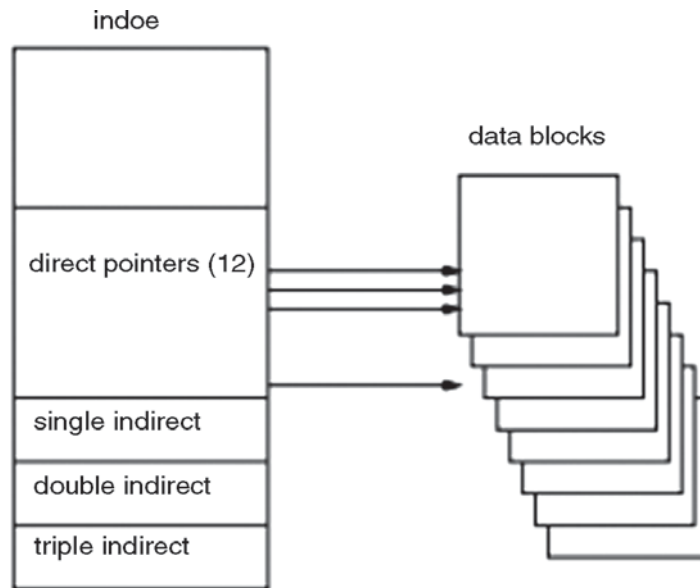 indoe
data blocks
direct pointers (12)
single indirect
double indirect
triple indirect